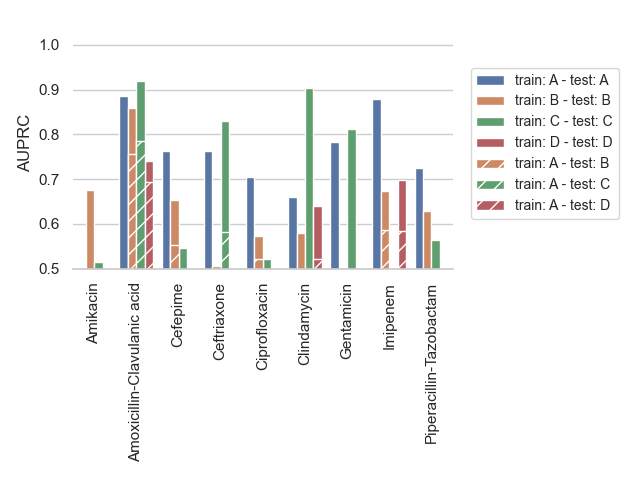 1.0
0.9
0.8
0.7
0.6
0.5
AUPRC
Amikacin
Amoxicillin-Clavulanic acid
Cefepime
Ceftriaxone
Ciprofloxacin
Clindamycin
Gentamicin
Imipenem
Piperacillin-Tazobactam
train: A - test: A
train: B - test: B
train: C - test: C
train: D - test: D
train: A - test: B
train: A - test: C
train: A - test: D